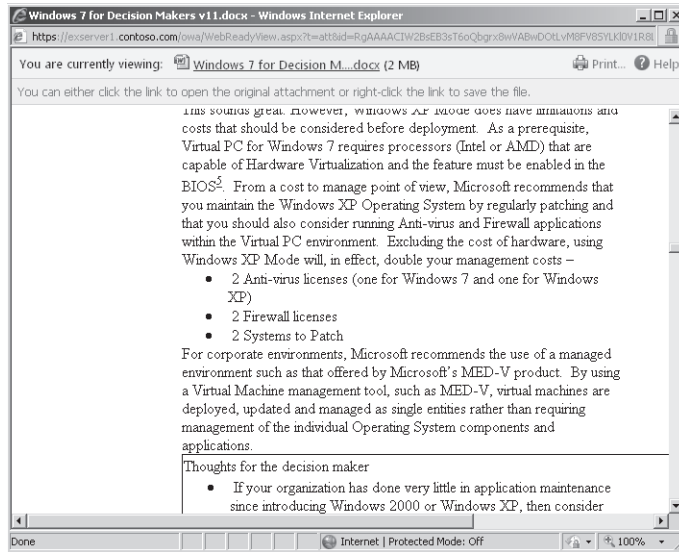 Windows 7 for Decision Makers v11.docx - Windows Internet Explorer
https://exserver1.contoso.com/owa/WebReadyView.aspx?t=att&id=
You are currently viewing: Windows 7 for Decision M....docx (2 MB) Print... Help
You can either click the link to open the original attachment or right-click the link to save the file.
This sounds great. However, Windows XP Mode does have limitations and
costs that should be considered before deployment. As a prerequisite,
Virtual PC for Windows 7 requires processors (Intel or AMD) that are
capable of Hardware Virtualization and the feature must be enabled in the
BIOS5. From a cost to manage point of view, Microsoft recommends that
you maintain the Windows XP Operating System by regularly patching and
that you should also consider running Anti-virus and Firewall applications
within the Virtual PC environment. Excluding the cost of hardware, using
Windows XP Mode will, in effect, double your management costs –
• 2 Anti-virus licenses (one for Windows 7 and one for Windows
XP)
• 2 Firewall licenses
• 2 Systems to Patch
For corporate environments, Microsoft recommends the use of a managed
environment such as that offered by Microsoft's MED-V product. By using
a Virtual Machine management tool, such as MED-V, virtual machines are
deployed, updated and managed as single entities rather than requiring
management of the individual Operating System components and
applications.
Thoughts for the decision maker
• If your organization has done very little in application maintenance
since introducing Windows 2000 or Windows XP, then consider
Done Internet | Protected Mode: Off 100%